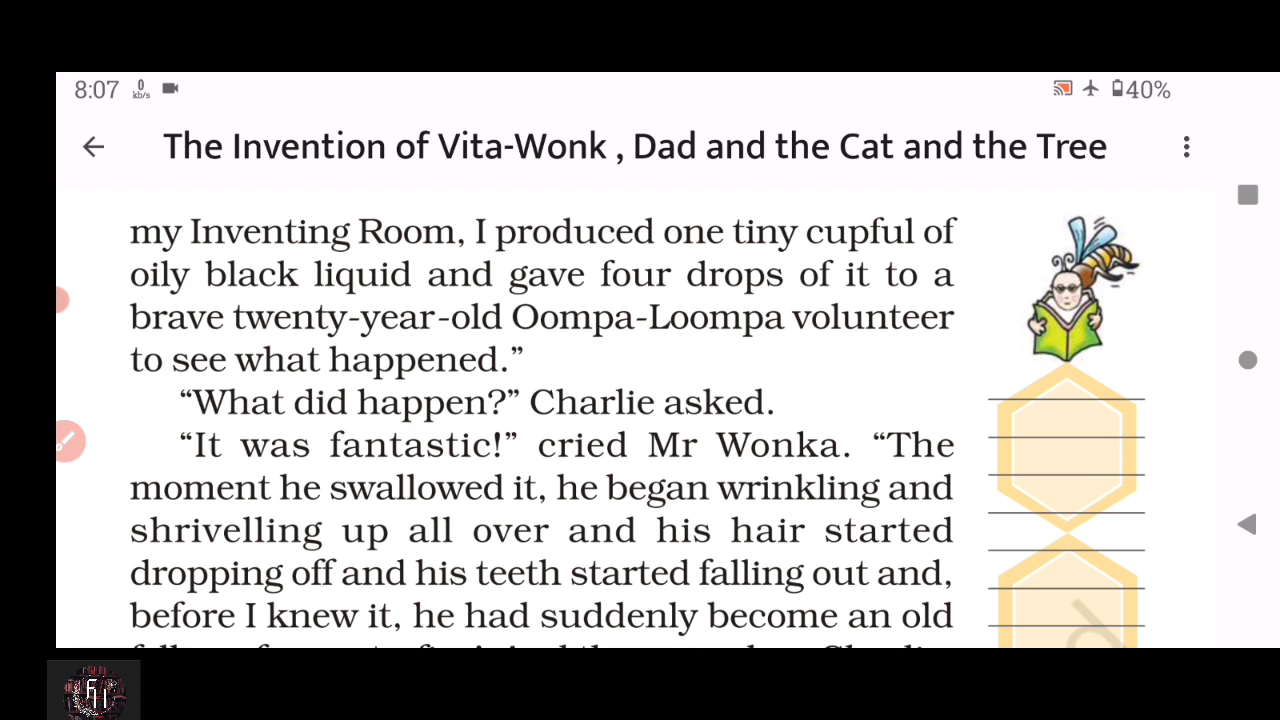 8:07 0 kb/s 40%
The Invention of Vita-Wonk , Dad and the Cat and the Tree
my Inventing Room, I produced one tiny cupful of
oily black liquid and gave four drops of it to a
brave twenty-year-old Oompa-Loompa volunteer
to see what happened.”
“What did happen?” Charlie asked.
“It was fantastic!” cried Mr Wonka. “The
moment he swallowed it, he began wrinkling and
shrivelling up all over and his hair started
dropping off and his teeth started falling out and,
before I knew it, he had suddenly become an old